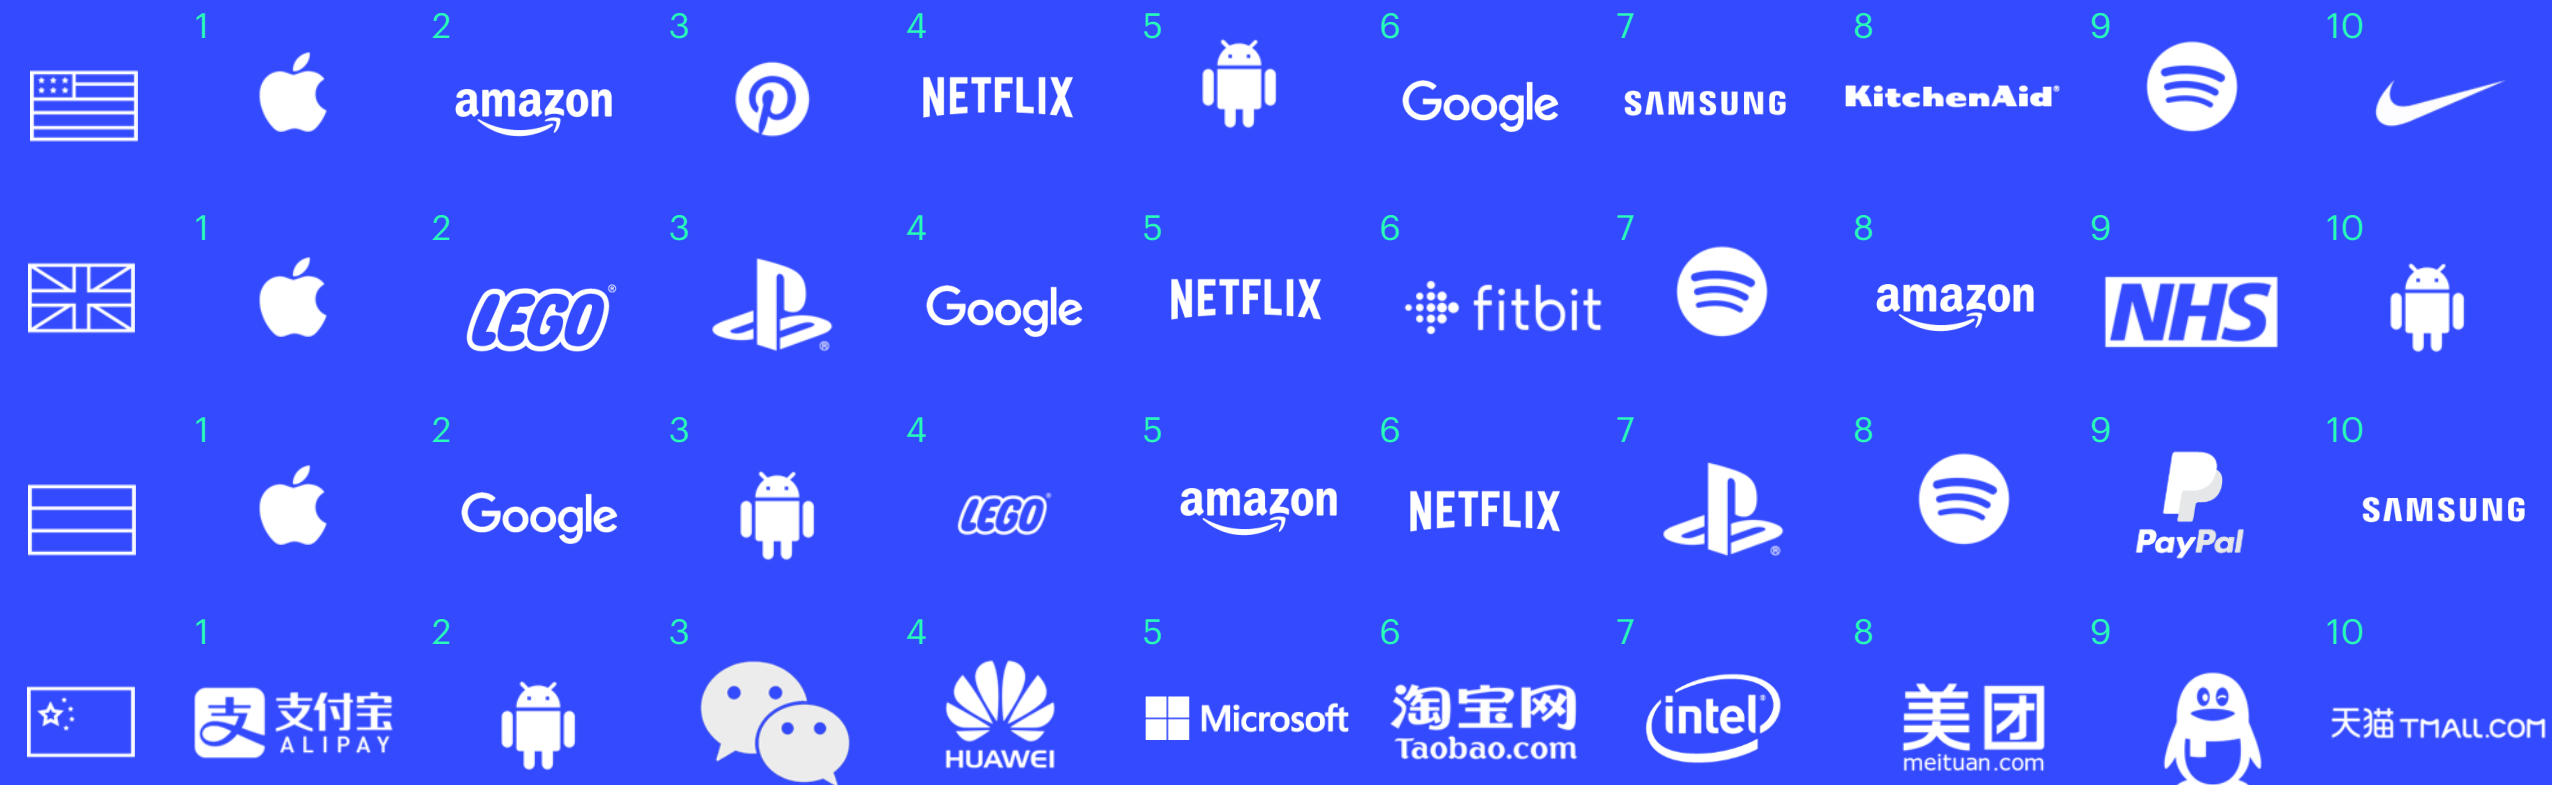 1 2 3 4 5 6 7 8 9 10
amazon NETFLIX Google SAMSUNG KitchenAid®
1 2 3 4 5 6 7 8 9 10
LEGO® ® Google NETFLIX fitbit amazon NHS
1 2 3 4 5 6 7 8 9 10
Google LEGO® amazon NETFLIX ® PayPal SAMSUNG
1 2 3 4 5 6 7 8 9 10
支 支付宝 ALIPAY HUAWEI Microsoft 淘宝网 Taobao.com intel® 美团 meituan.com 天猫 TMALL.COM